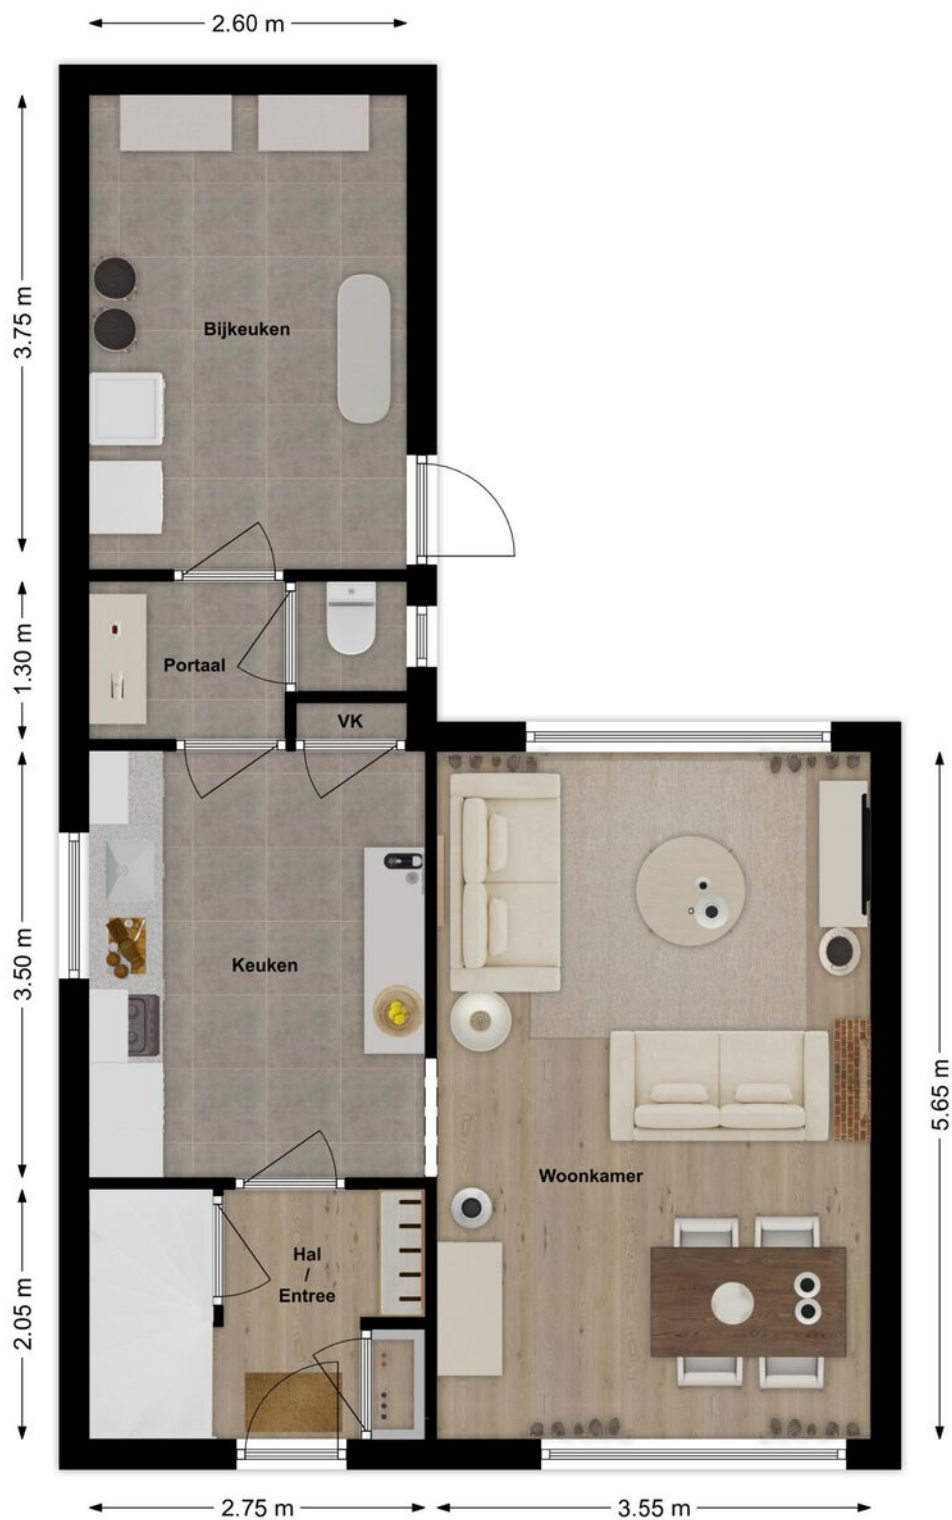 2.60 m
3.75 m
Bijkeuken
1.30 m
Portaal
VK
3.50 m
Keuken
5.65 m
Woonkamer
2.05 m
Hal
/
Entree
2.75 m
3.55 m